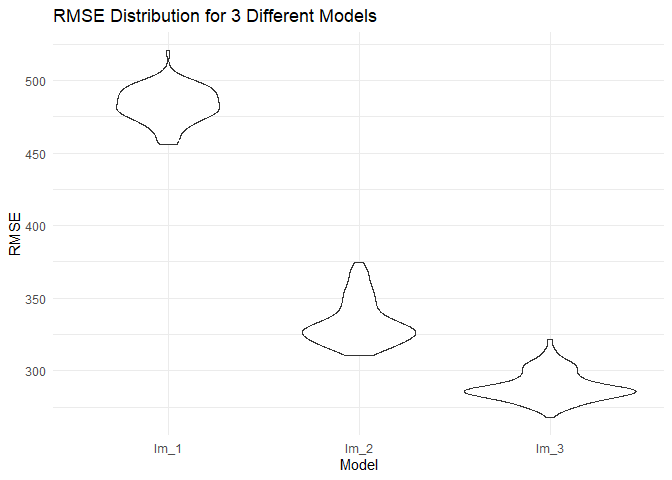 RMSE Distribution for 3 Different Models
RMSE
500
450
400
350
300
lm_1
lm_2
lm_3
Model